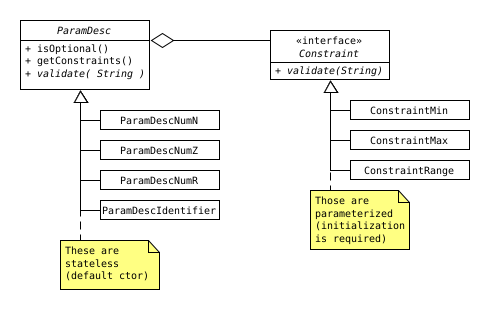 ParamDesc
+ isOptional()
+ getConstraints()
+ validate( String )
«interface»
Constraint
+ validate(String)
ParamDescNumN
ParamDescNumZ
ParamDescNumR
ParamDescIdentifier
ConstraintMin
ConstraintMax
ConstraintRange
These are
stateless
(default ctor)
Those are
parameterized
(initialization
is required)